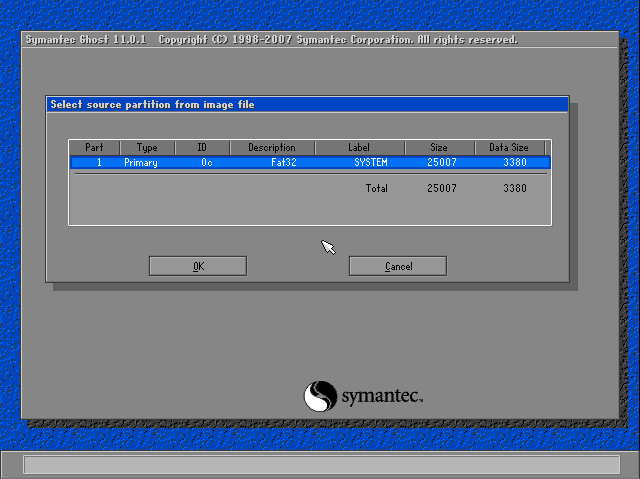 Symantec Ghost 11.0.1 Copyright (C) 1998-2007 Symantec Corporation. All rights reserved.
Select source partition from image file
Part Type ID Description Label Size Data Size
1 Primary 0c Fat32 SYSTEM 25007 3380
Total 25007 3380
OK Cancel
symantec™